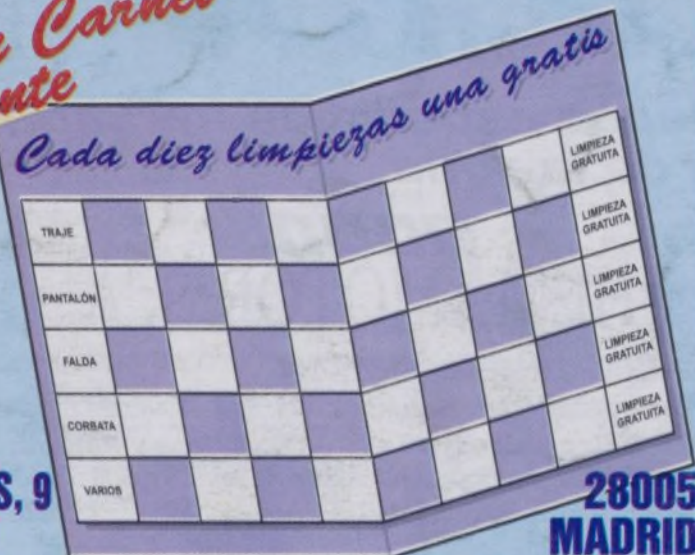 Carnet
Cada diez limpiezas una gratis
TRAJE
LIMPIEZA
GRATUITA
PANTALÓN
LIMPIEZA
GRATUITA
FALDA
LIMPIEZA
GRATUITA
CORBATA
LIMPIEZA
GRATUITA
VARIOS
LIMPIEZA
GRATUITA
S, 9
28005
MADRID